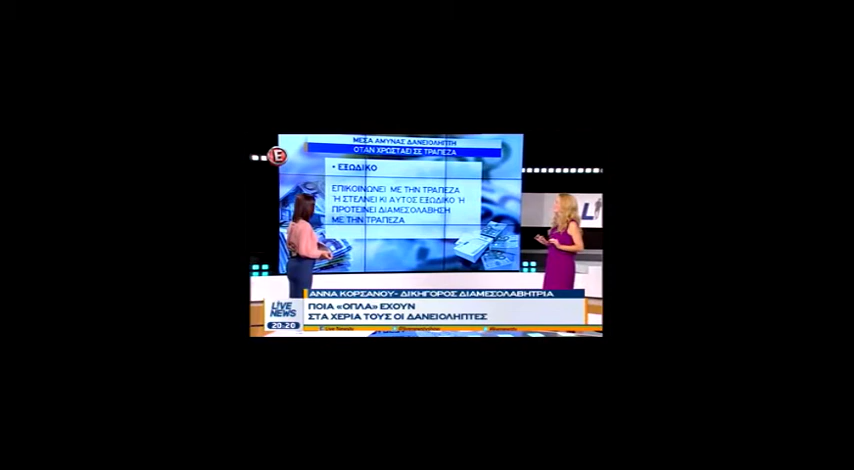 ΜΕΣΑ ΑΜΥΝΑΣ ΔΑΝΕΙΟΛΗΠΤΗ
ΟΤΑΝ ΧΡΩΣΤΑΕΙ ΣΕ ΤΡΑΠΕΖΑ
• ΕΞΩΔΙΚΟ
ΕΠΙΚΟΙΝΩΝΕΙ ΜΕ ΤΗΝ ΤΡΑΠΕΖΑ
Ή ΣΤΕΛΝΕΙ ΚΙ ΑΥΤΟΣ ΕΞΩΔΙΚΟ Ή
ΠΡΟΤΕΙΝΕΙ ΔΙΑΜΕΣΟΛΑΒΗΣΗ
ΜΕ ΤΗΝ ΤΡΑΠΕΖΑ
E
L
ΑΝΝΑ ΚΟΡΣΑΝΟΥ- ΔΙΚΗΓΟΡΟΣ ΔΙΑΜΕΣΟΛΑΒΗΤΡΙΑ
LIVE
NEWS
20.20
ΠΟΙΑ «ΟΠΛΑ» ΕΧΟΥΝ
ΣΤΑ ΧΕΡΙΑ ΤΟΥΣ ΟΙ ΔΑΝΕΙΟΛΗΠΤΕΣ